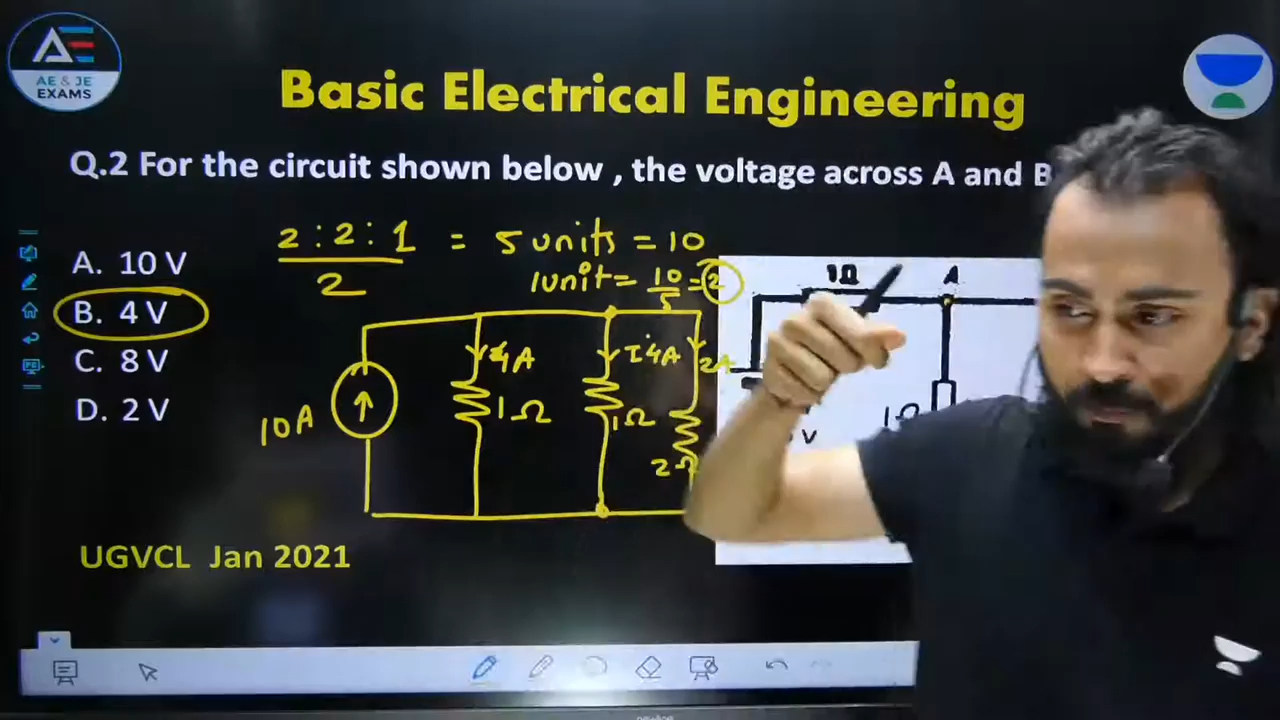 AE
AE & JE
EXAMS
Basic Electrical Engineering
Q.2 For the circuit shown below , the voltage across A and B
2 : 2 : 1 = 5 units = 10
2
1 unit = 10/5 = 2
A. 10 V
B. 4 V
C. 8 V
D. 2 V
10A
4A
1Ω
I 4A
1Ω
2A
2Ω
1Ω
A
1Ω
V
UGVCL Jan 2021